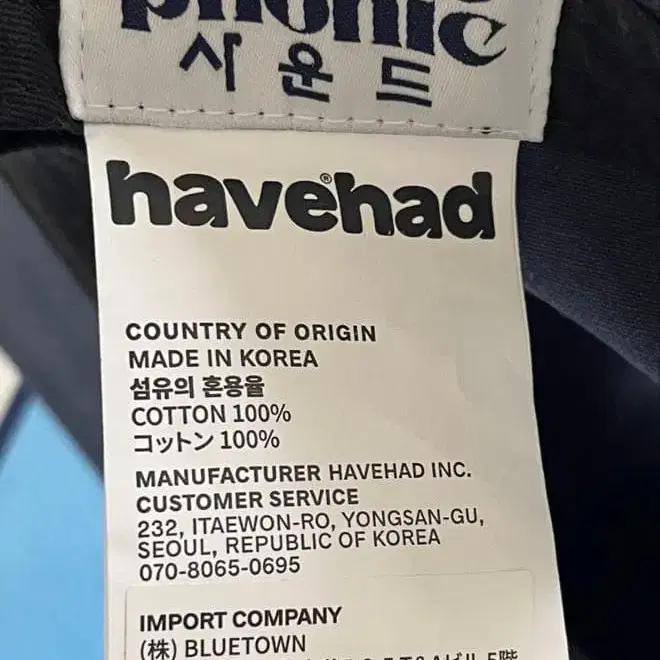 phonic
사운드
havehad®
COUNTRY OF ORIGIN
MADE IN KOREA
섬유의 혼용율
COTTON 100%
コットン 100%
MANUFACTURER HAVEHAD INC.
CUSTOMER SERVICE
232, ITAEWON-RO, YONGSAN-GU,
SEOUL, REPUBLIC OF KOREA
070-8065-0695
IMPORT COMPANY
(株) BLUETOWN